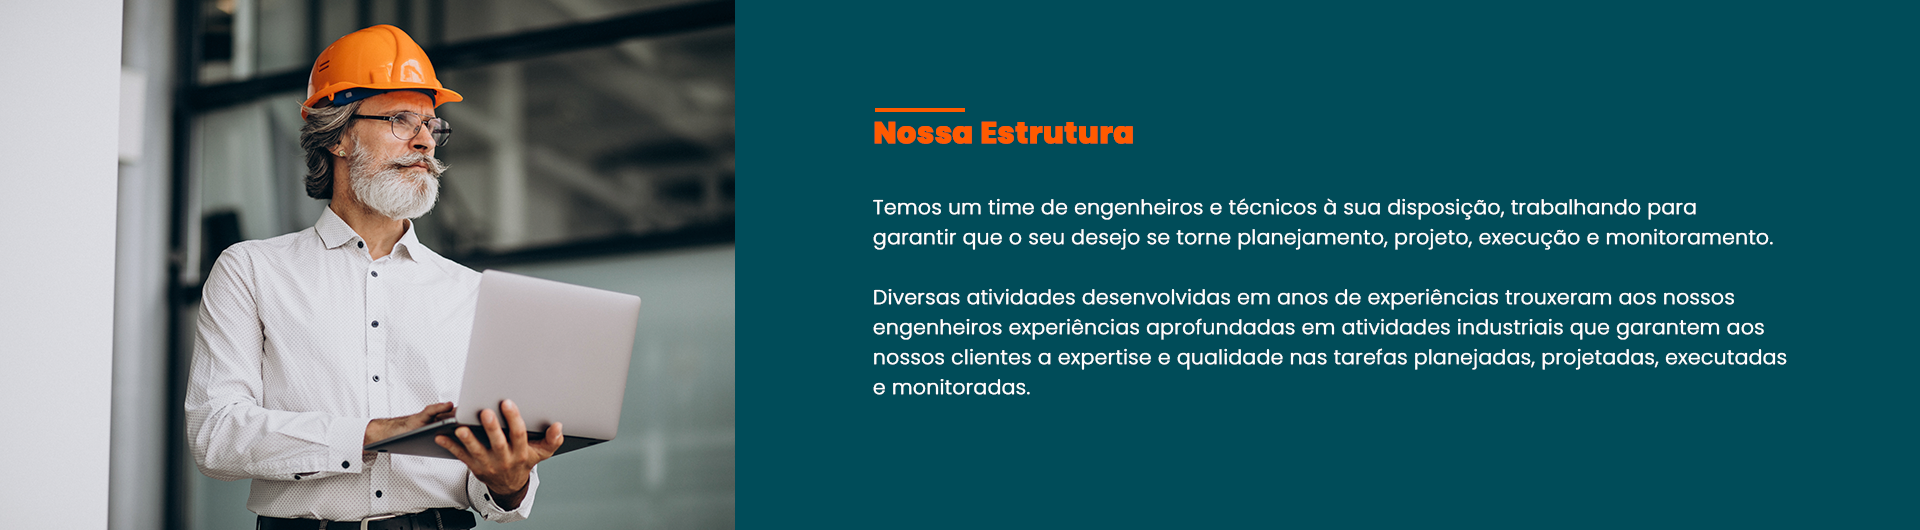 Nossa Estrutura
Temos um time de engenheiros e técnicos à sua disposição, trabalhando para
garantir que o seu desejo se torne planejamento, projeto, execução e monitoramento.
Diversas atividades desenvolvidas em anos de experiências trouxeram aos nossos
engenheiros experiências aprofundadas em atividades industriais que garantem aos
nossos clientes a expertise e qualidade nas tarefas planejadas, projetadas, executadas
e monitoradas.